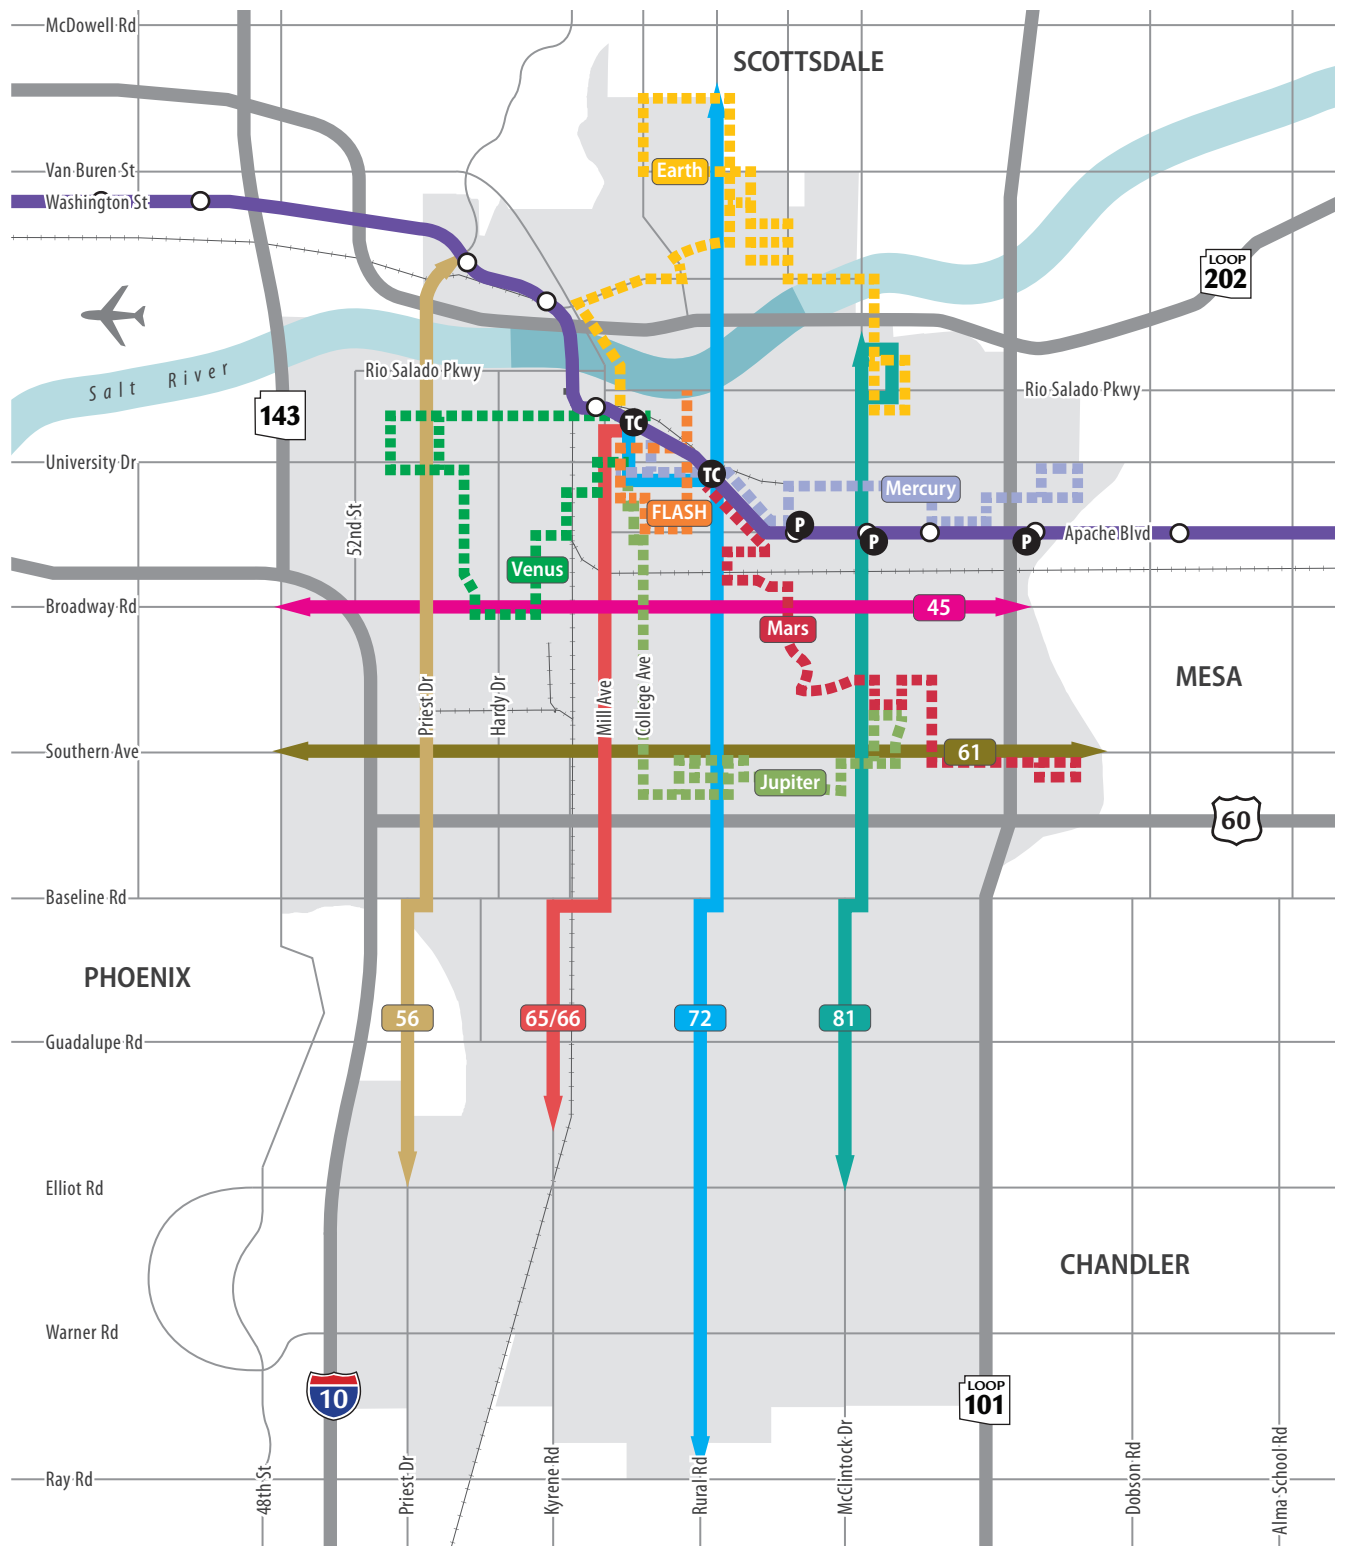 McDowell Rd
SCOTTSDALE
Van Buren St
Earth
Washington St
LOOP
202
Salt River
Rio Salado Pkwy
Rio Salado Pkwy
143
TC
University Dr
TC
Mercury
FLASH
P
P
P
Apache Blvd
52nd St
Venus
Broadway Rd
45
Mars
MESA
Priest Dr
Hardy Dr
Mill Ave
College Ave
Southern Ave
61
Jupiter
60
Baseline Rd
PHOENIX
56
65/66
72
81
Guadalupe Rd
Elliot Rd
CHANDLER
Warner Rd
10
LOOP
101
Ray Rd
48th St
Priest Dr
Kyrene Rd
Rural Rd
McClintock Dr
Dobson Rd
Alma School Rd